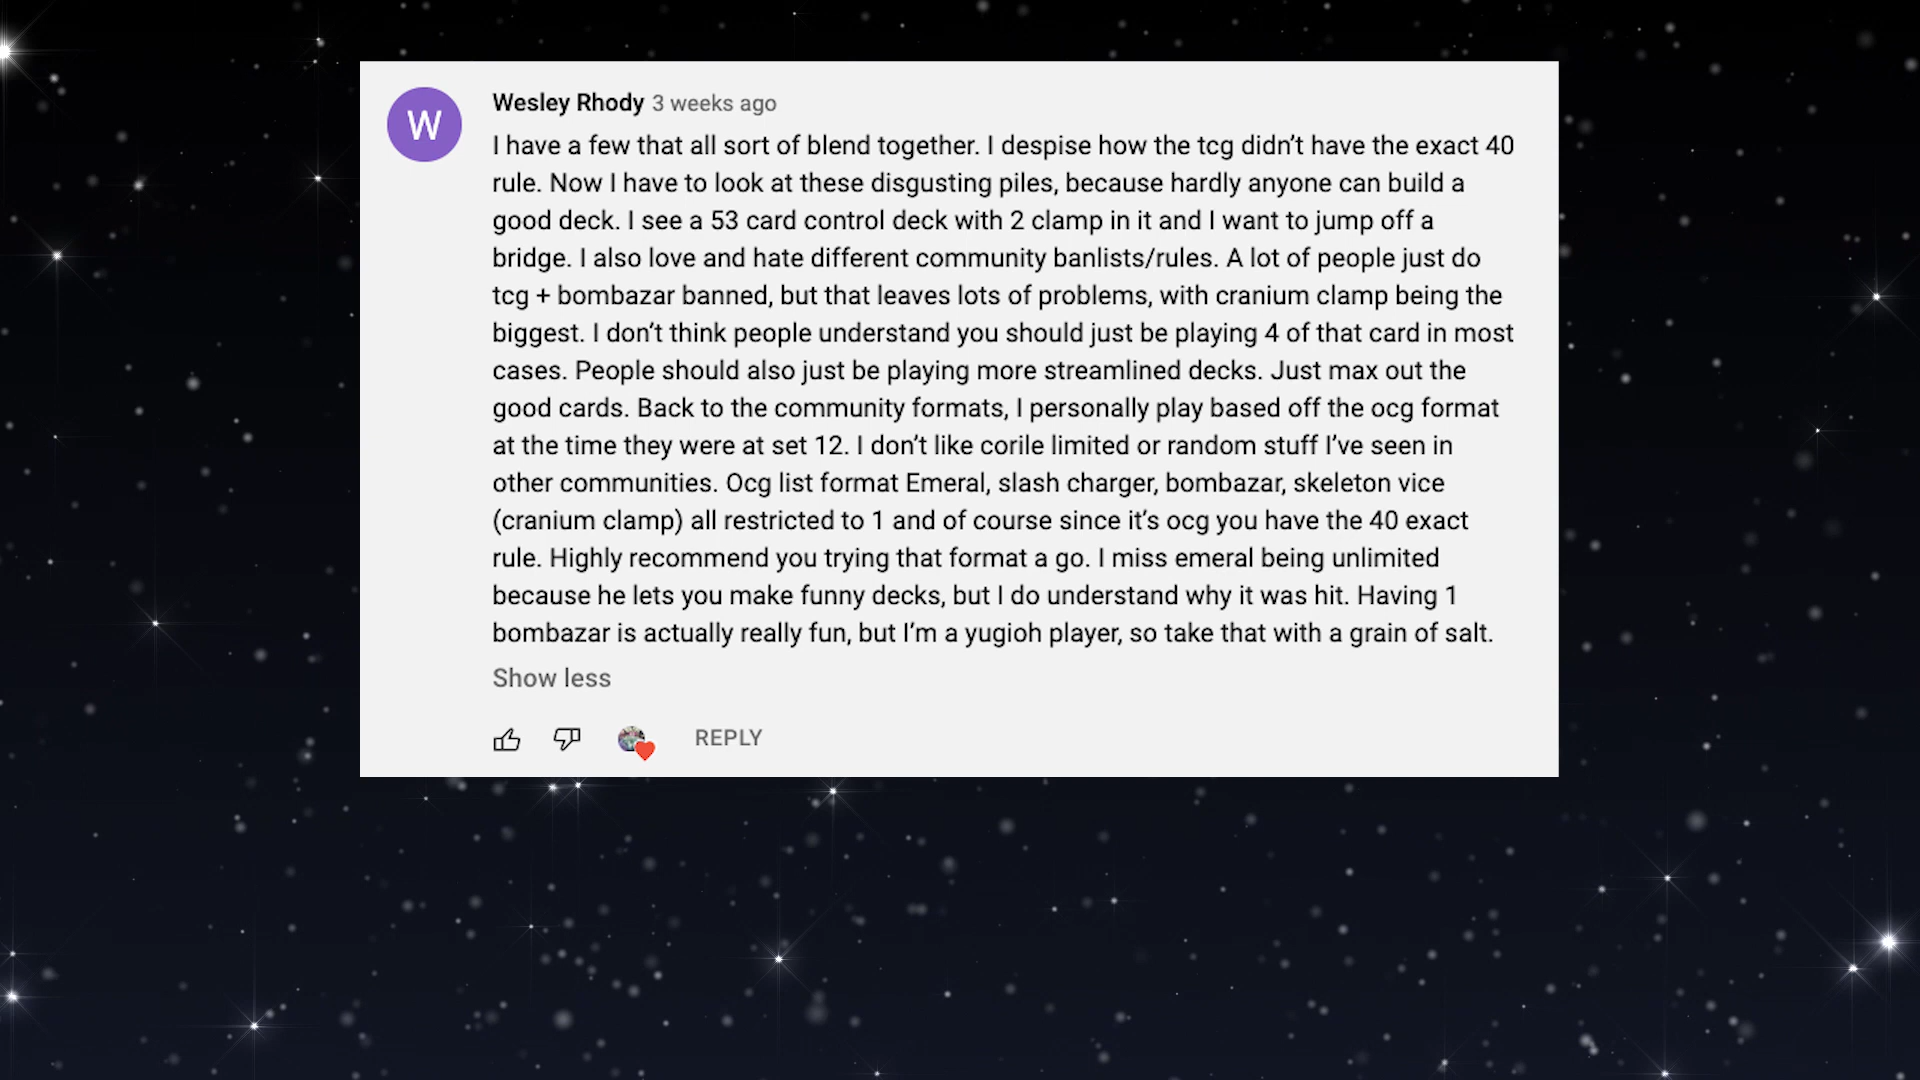 W
Wesley Rhody 3 weeks ago
I have a few that all sort of blend together. I despise how the tcg didn't have the exact 40
rule. Now I have to look at these disgusting piles, because hardly anyone can build a
good deck. I see a 53 card control deck with 2 clamp in it and I want to jump off a
bridge. I also love and hate different community banlists/rules. A lot of people just do
tcg + bombazar banned, but that leaves lots of problems, with cranium clamp being the
biggest. I don't think people understand you should just be playing 4 of that card in most
cases. People should also just be playing more streamlined decks. Just max out the
good cards. Back to the community formats, I personally play based off the ocg format
at the time they were at set 12. I don't like corile limited or random stuff I've seen in
other communities. Ocg list format Emeral, slash charger, bombazar, skeleton vice
(cranium clamp) all restricted to 1 and of course since it's ocg you have the 40 exact
rule. Highly recommend you trying that format a go. I miss emeral being unlimited
because he lets you make funny decks, but I do understand why it was hit. Having 1
bombazar is actually really fun, but I'm a yugioh player, so take that with a grain of salt.
Show less
REPLY